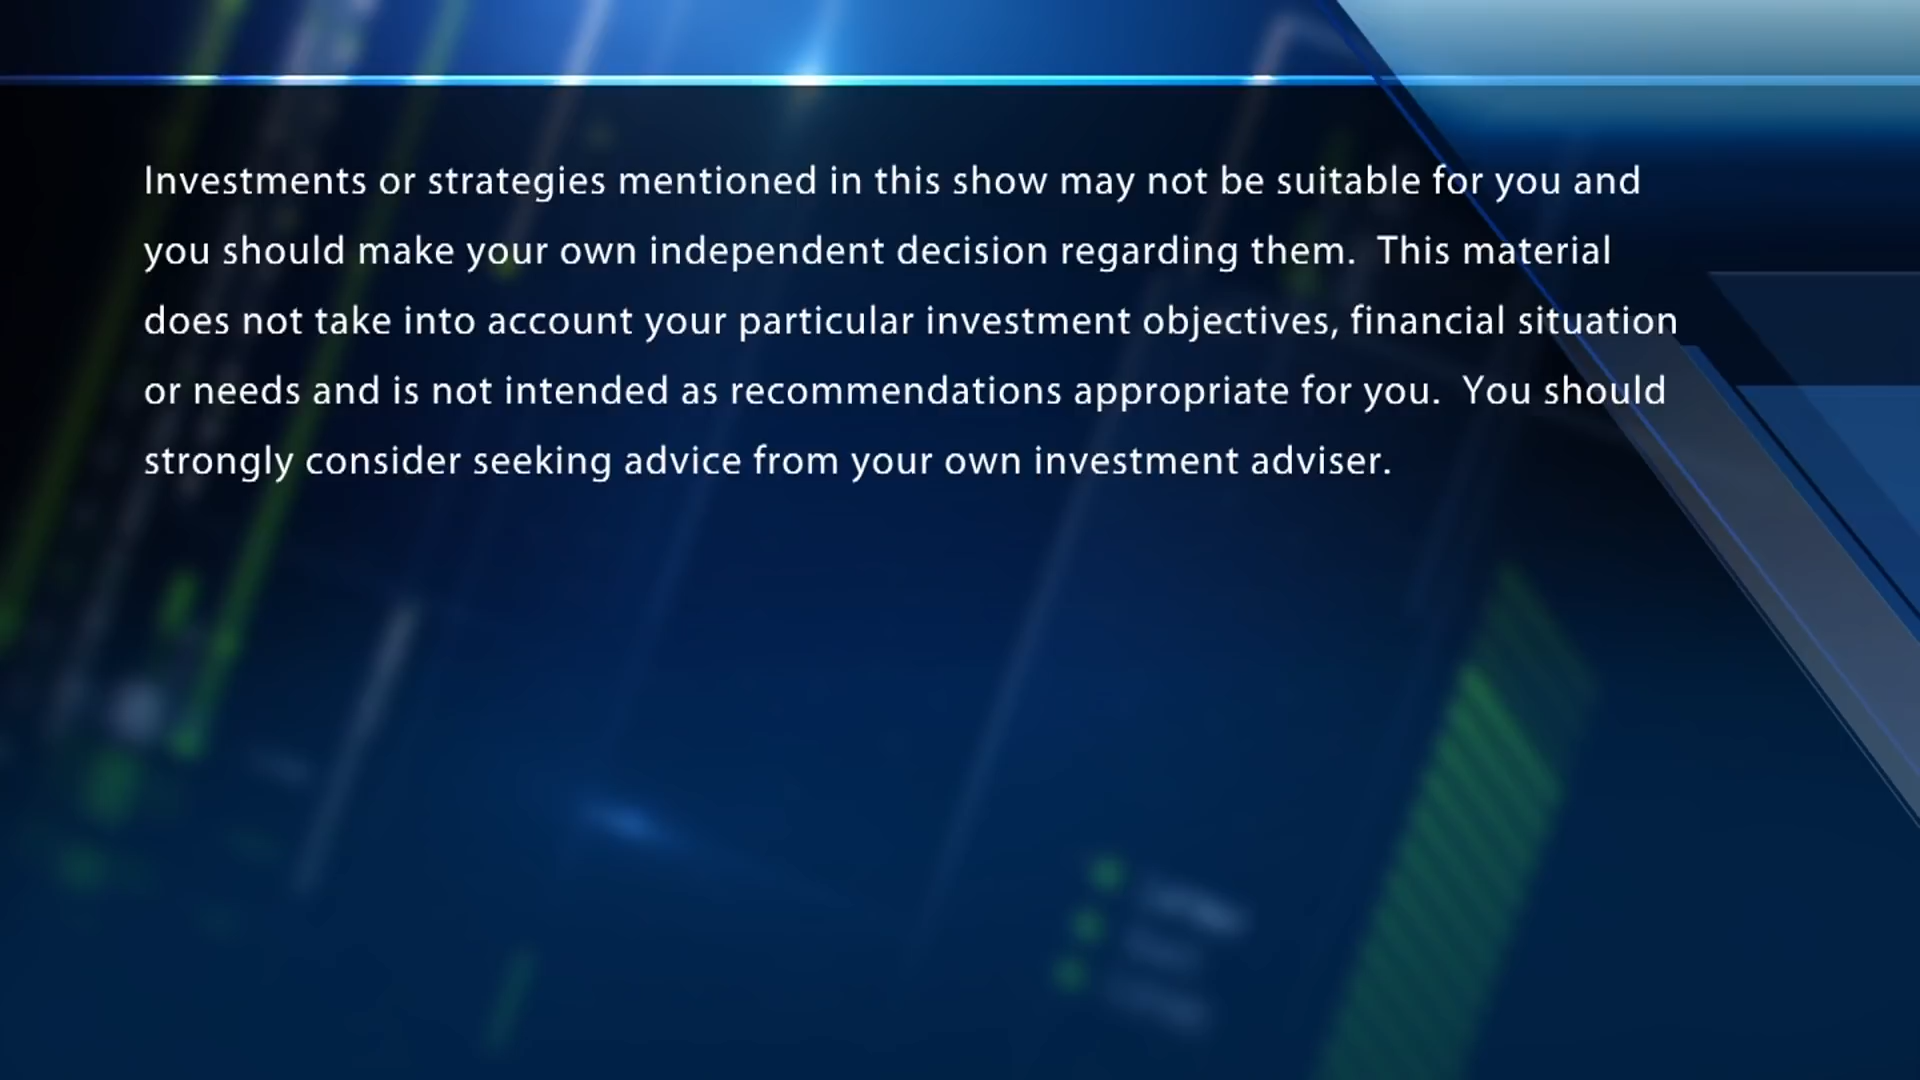 Investments or strategies mentioned in this show may not be suitable for you and
you should make your own independent decision regarding them.  This material
does not take into account your particular investment objectives, financial situation
or needs and is not intended as recommendations appropriate for you.  You should
strongly consider seeking advice from your own investment adviser.